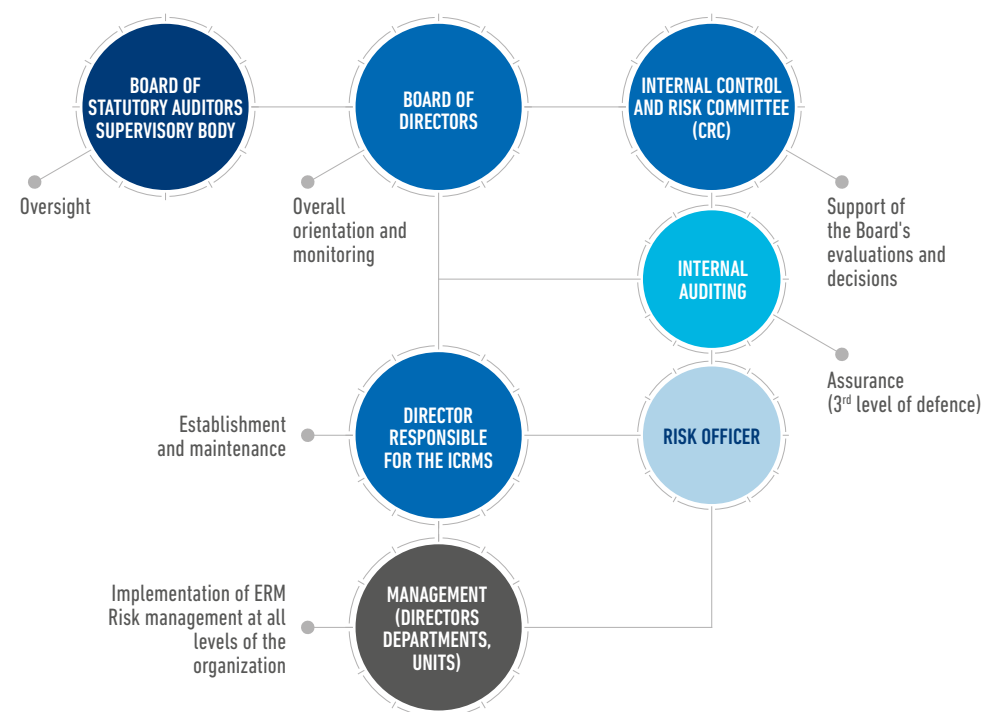 BOARD OF
STATUTORY AUDITORS
SUPERVISORY BODY
BOARD OF
DIRECTORS
INTERNAL CONTROL
AND RISK COMMITTEE
(CRC)
Oversight
Overall
orientation and
monitoring
Support of
the Board's
evaluations and
decisions
INTERNAL
AUDITING
Assurance
(3rd level of defence)
Establishment
and maintenance
DIRECTOR
RESPONSIBLE
FOR THE ICRMS
RISK OFFICER
Implementation of ERM
Risk management at all
levels of the
organization
MANAGEMENT
(DIRECTORS
DEPARTMENTS,
UNITS)